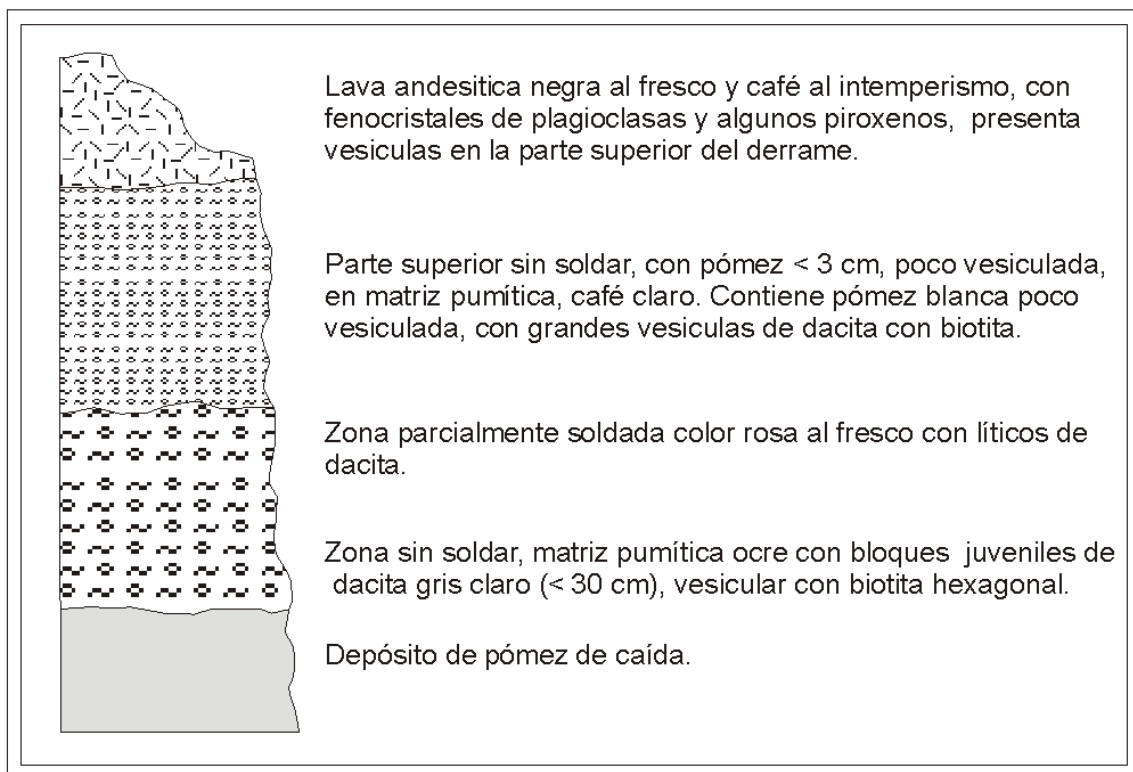 Lava andesitica negra al fresco y café al intemperismo, con
fenocristales de plagioclasas y algunos piroxenos, presenta
vesiculas en la parte superior del derrame.
Parte superior sin soldar, con pómez < 3 cm, poco vesiculada,
en matriz pumítica, café claro. Contiene pómez blanca poco
vesiculada, con grandes vesiculas de dacita con biotita.
Zona parcialmente soldada color rosa al fresco con líticos de
dacita.
Zona sin soldar, matriz pumítica ocre con bloques juveniles de
dacita gris claro (< 30 cm), vesicular con biotita hexagonal.
Depósito de pómez de caída.